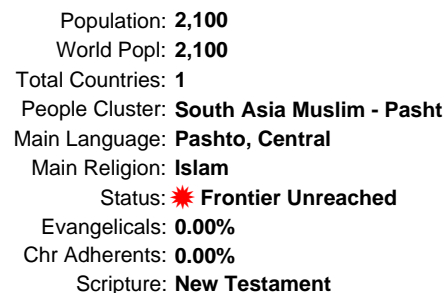 Population: 2,100
World Popl: 2,100
Total Countries: 1
People Cluster: South Asia Muslim - Pasht
Main Language: Pashto, Central
Main Religion: Islam
Status: Frontier Unreached
Evangelicals: 0.00%
Chr Adherents: 0.00%
Scripture: New Testament